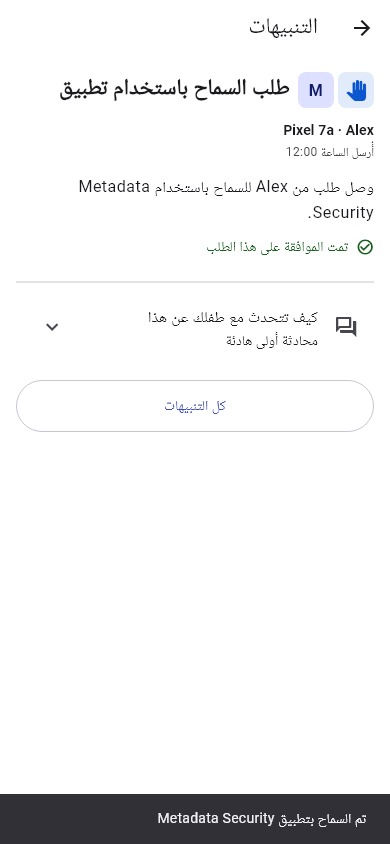 التنبيهات
M
طلب السماح باستخدام تطبيق
Pixel 7a · Alex
أُرسل الساعة 12:00
وصل طلب من Alex للسماح باستخدام Metadata
Security.
تمت الموافقة على هذا الطلب
كيف تتحدث مع طفلك عن هذا
محادثة أولى هادئة
كل التنبيهات
تم السماح بتطبيق Metadata Security